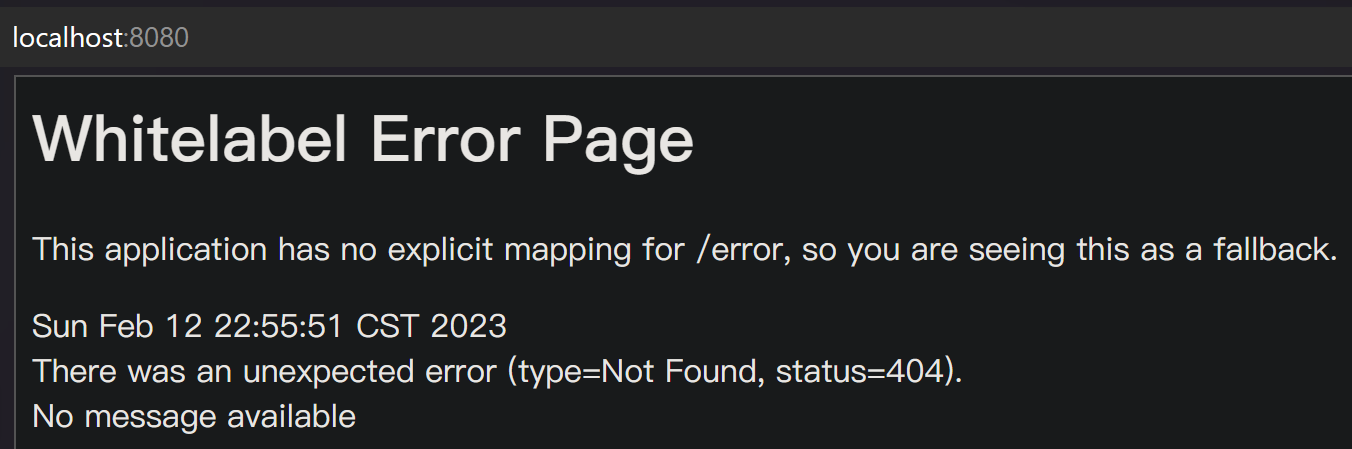 localhost:8080
Whitelabel Error Page
This application has no explicit mapping for /error, so you are seeing this as a fallback.
Sun Feb 12 22:55:51 CST 2023
There was an unexpected error (type=Not Found, status=404).
No message available